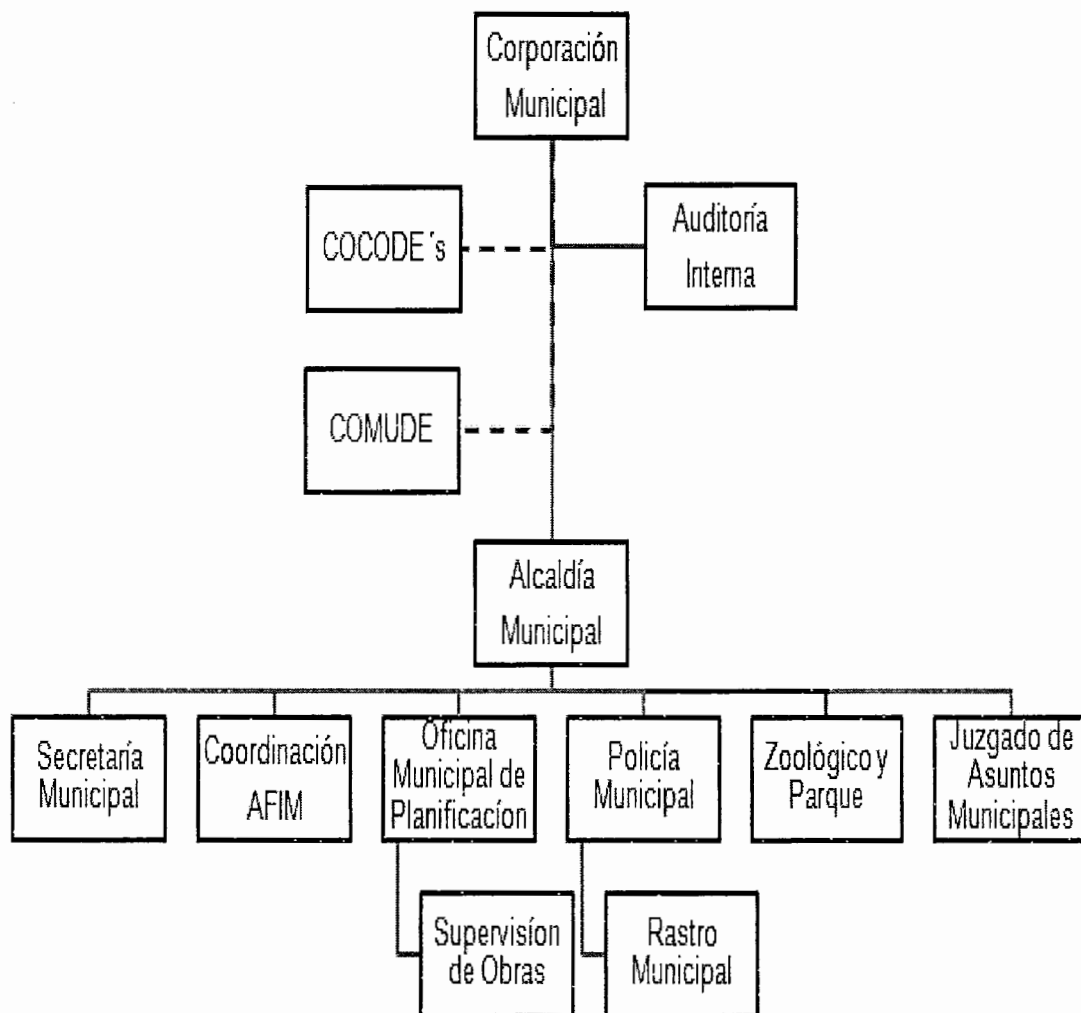 Corporación
Municipal
COCODE´s
Auditoría
Interna
COMUDE
Alcaldía
Municipal
Secretaría
Municipal
Coordinación
AFIM
Oficina
Municipal de
Planificacíon
Policía
Municipal
Zoológico y
Parque
Juzgado de
Asuntos
Municipales
Supervisíon
de Obras
Rastro
Municipal